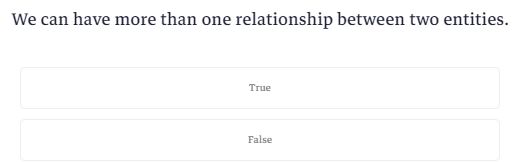 We can have more than one relationship between two entities.
True
False